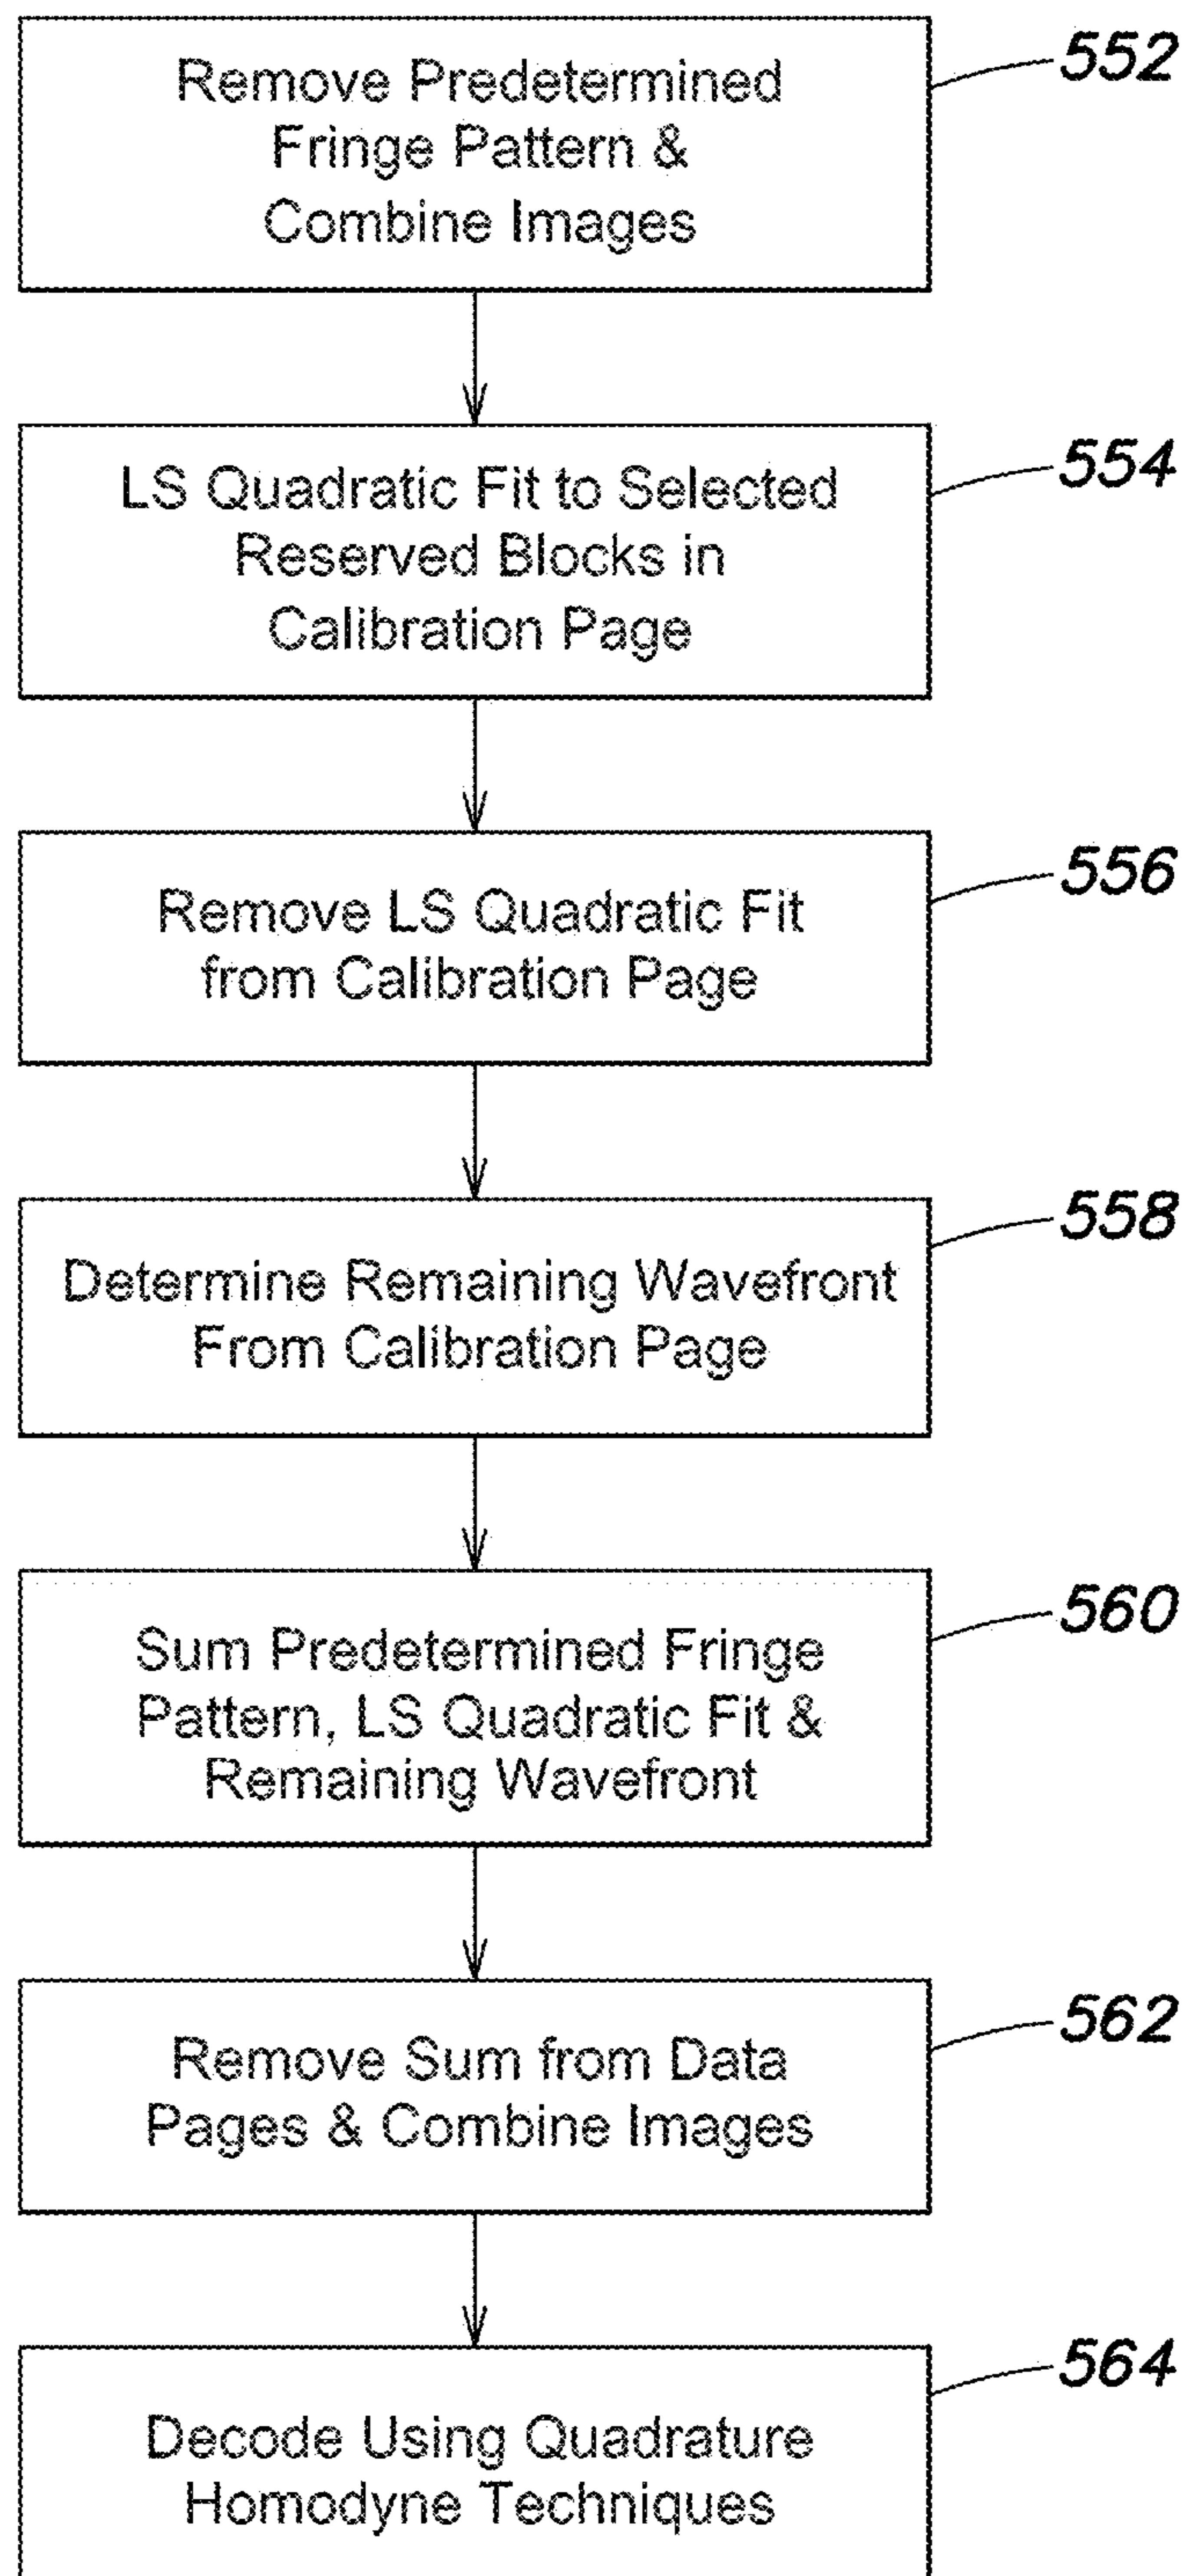 Remove Predetermined
552
Fringe Pattern &
Combine Images
LS Quadratic Fit to Selected
554
Reserved Blocks in
Calibration Page
Remove LS Quadratic Fit
556
from Calibration Page
Determine Remaining Wavefront
558
From Calibration Page
Sum Predetermined Fringe
560
Pattern, LS Quadratic Fit &
Remaining Wavefront
Remove Sum from Data
562
Pages & Combine Images
Decode Using Quadrature
564
Homodyne Techniques